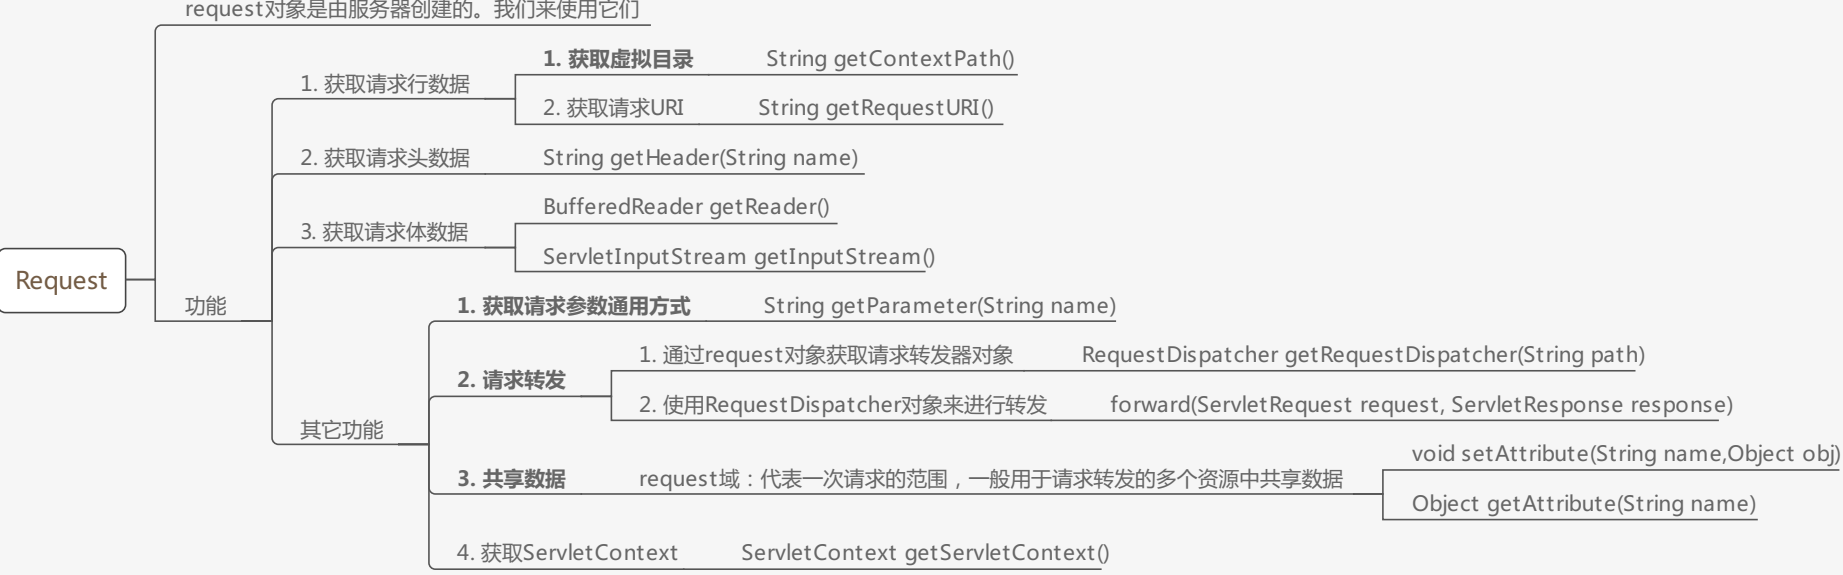 request对象是由服务器创建的。我们来使用它们
1. 获取虚拟目录 String getContextPath()
1. 获取请求行数据
2. 获取请求URI String getRequestURI()
2. 获取请求头数据 String getHeader(String name)
BufferedReader getReader()
3. 获取请求体数据
ServletInputStream getInputStream()
Request
功能
1. 获取请求参数通用方式 String getParameter(String name)
1. 通过request对象获取请求转发器对象 RequestDispatcher getRequestDispatcher(String path)
2. 请求转发
2. 使用RequestDispatcher对象来进行转发 forward(ServletRequest request, ServletResponse response)
其它功能
void setAttribute(String name,Object obj)
3. 共享数据 request域：代表一次请求的范围，一般用于请求转发的多个资源中共享数据
Object getAttribute(String name)
4. 获取ServletContext ServletContext getServletContext()